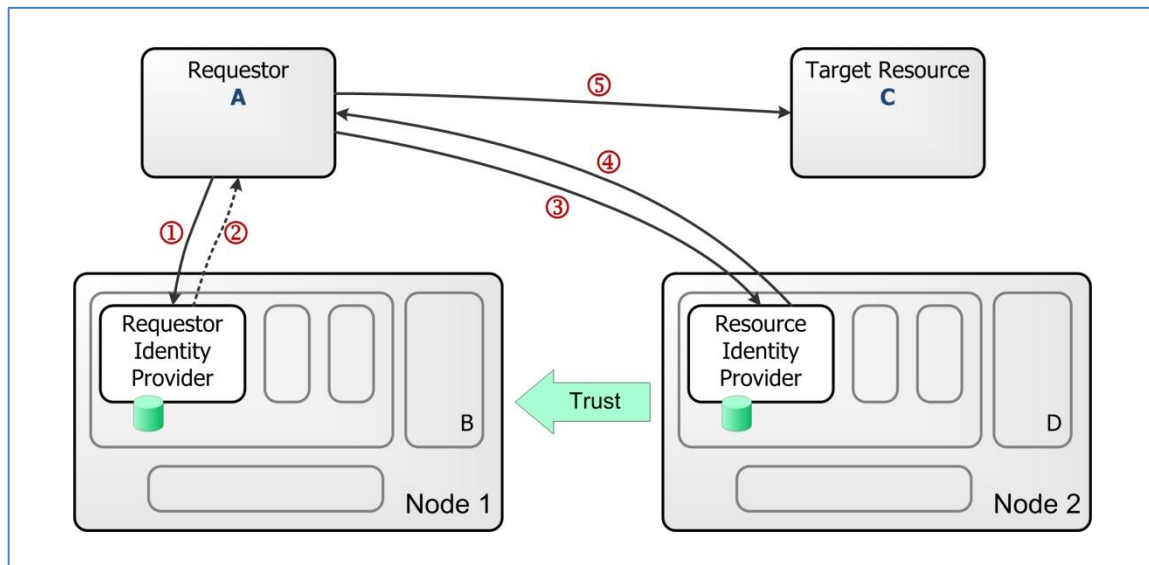 Requestor
A
Target Resource
C
⑤
④
③
①
②
Requestor
Identity
Provider
B
Node 1
Trust
Resource
Identity
Provider
D
Node 2